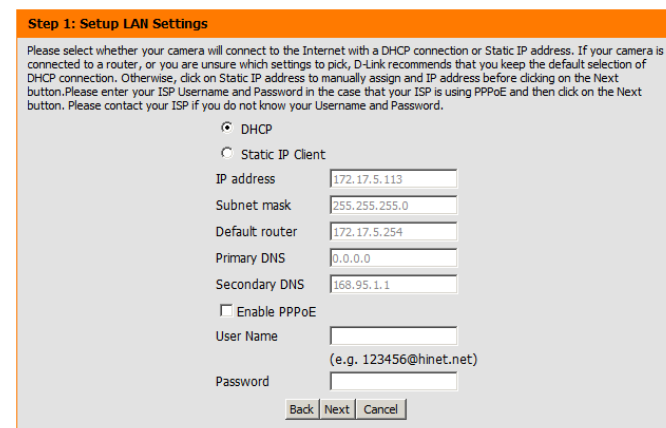 Step 1: Setup LAN Settings
Please select whether your camera will connect to the Internet with a DHCP connection or Static IP address. If your camera is
connected to a router, or you are unsure which settings to pick, D-Link recommends that you keep the default selection of
DHCP connection. Otherwise, click on Static IP address to manually assign and IP address before clicking on the Next
button.Please enter your ISP Username and Password in the case that your ISP is using PPPoE and then click on the Next
button. Please contact your ISP if you do not know your Username and Password.
DHCP
Static IP Client
IP address 172.17.5.113
Subnet mask 255.255.255.0
Default router 172.17.5.254
Primary DNS 0.0.0.0
Secondary DNS 168.95.1.1
Enable PPPoE
User Name
(e.g. 123456@hinet.net)
Password
Back Next Cancel